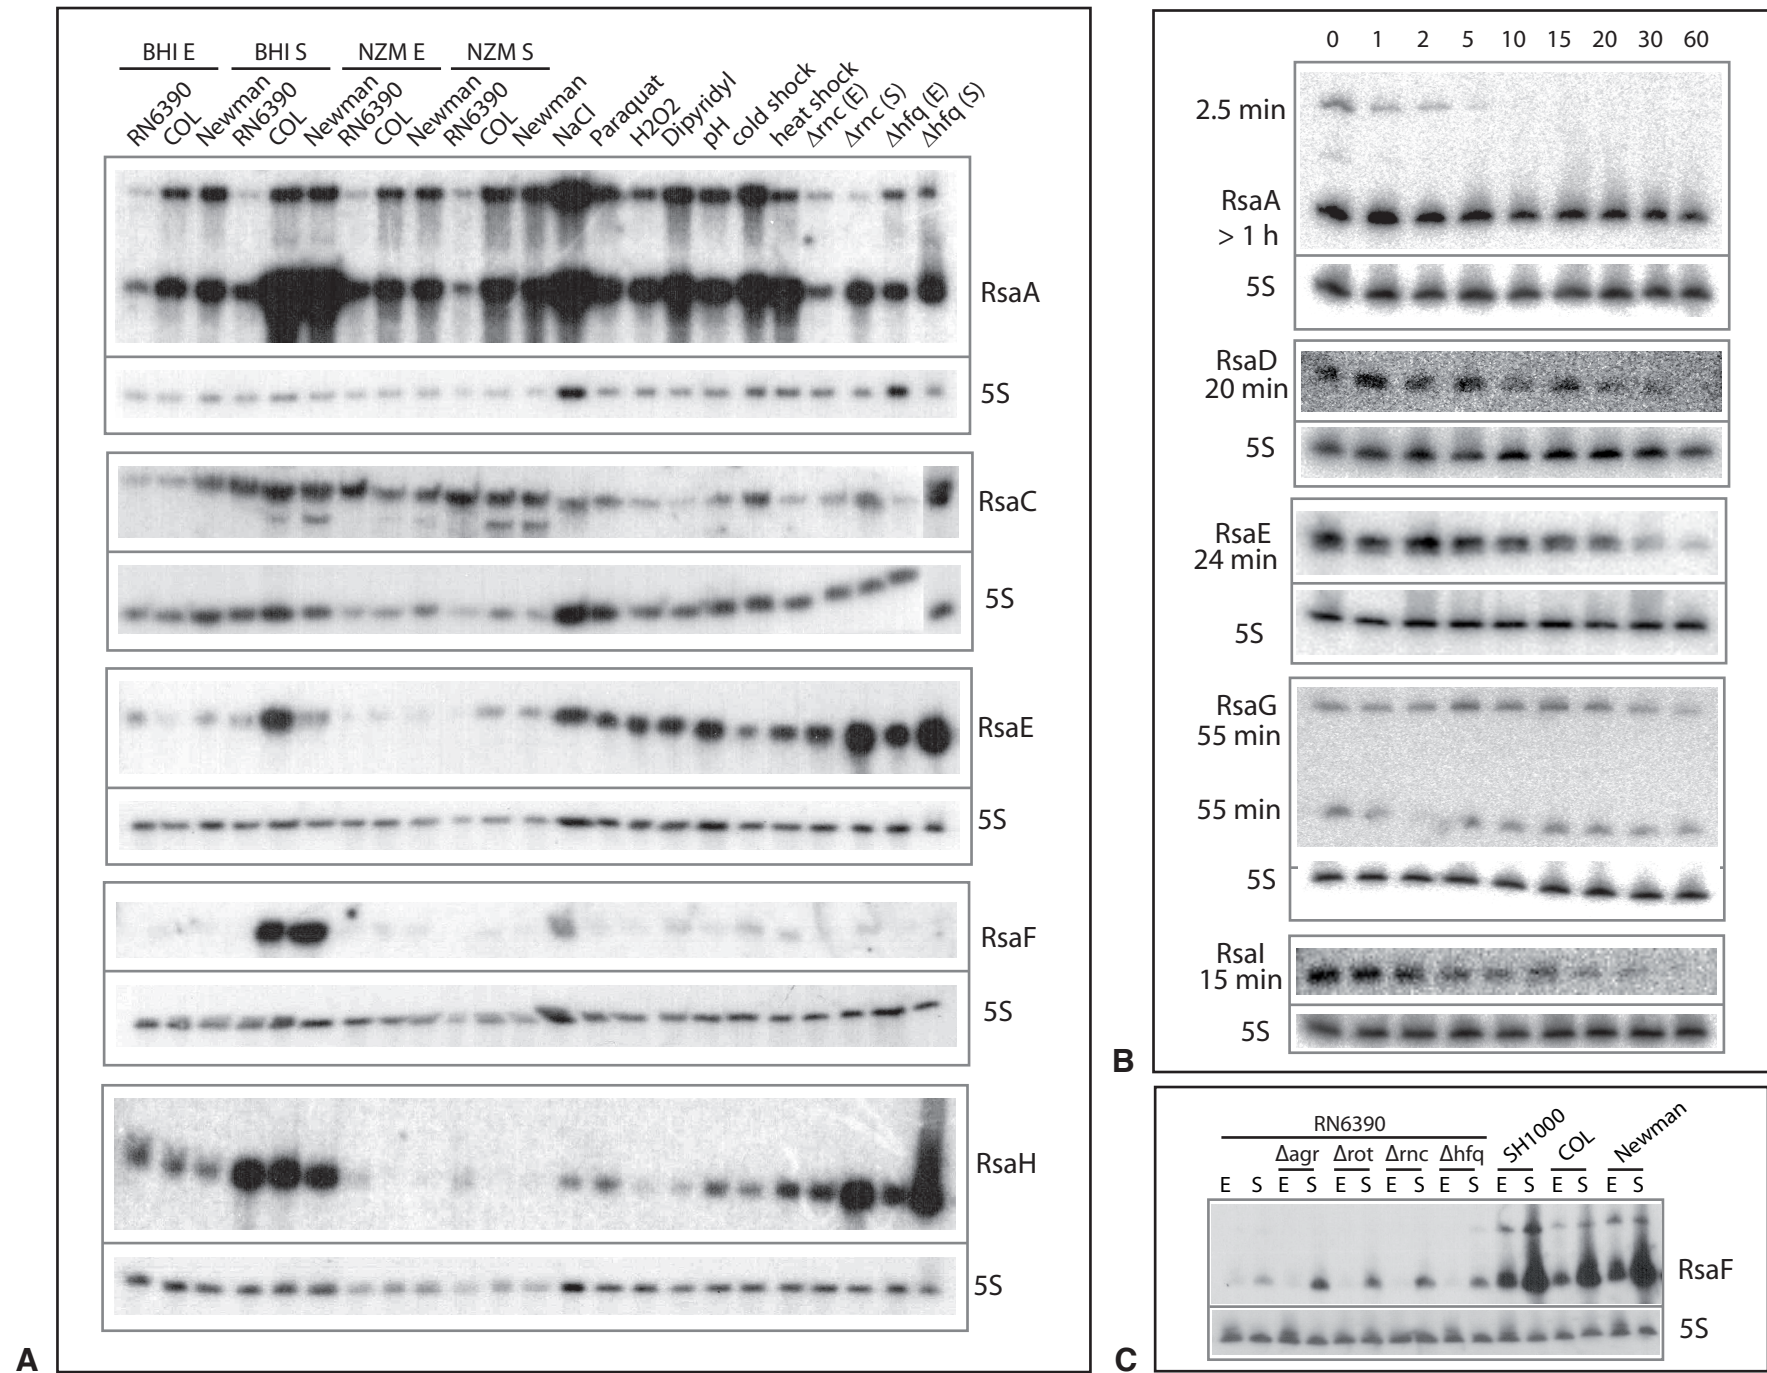 BHI E BHI S NZM E NZM S
RN6390 COL Newman RN6390 COL Newman RN6390 COL Newman RN6390 COL Newman NaCl Paraquat H2O2 Dipyridyl pH cold shock heat shock Δrnc (E) Δrnc (S) Δhfq (E) Δhfq (S)
RsaA
5S
RsaC
5S
RsaE
5S
RsaF
5S
RsaH
5S
A
0 1 2 5 10 15 20 30 60
2.5 min
RsaA
> 1 h
5S
RsaD
20 min
5S
RsaE
24 min
5S
RsaG
55 min
55 min
5S
RsaI
15 min
5S
B
RN6390 SH1000 COL Newman
Δagr Δrot Δrnc Δhfq
E S E S E S E S E S E S E S E S
RsaF
5S
C